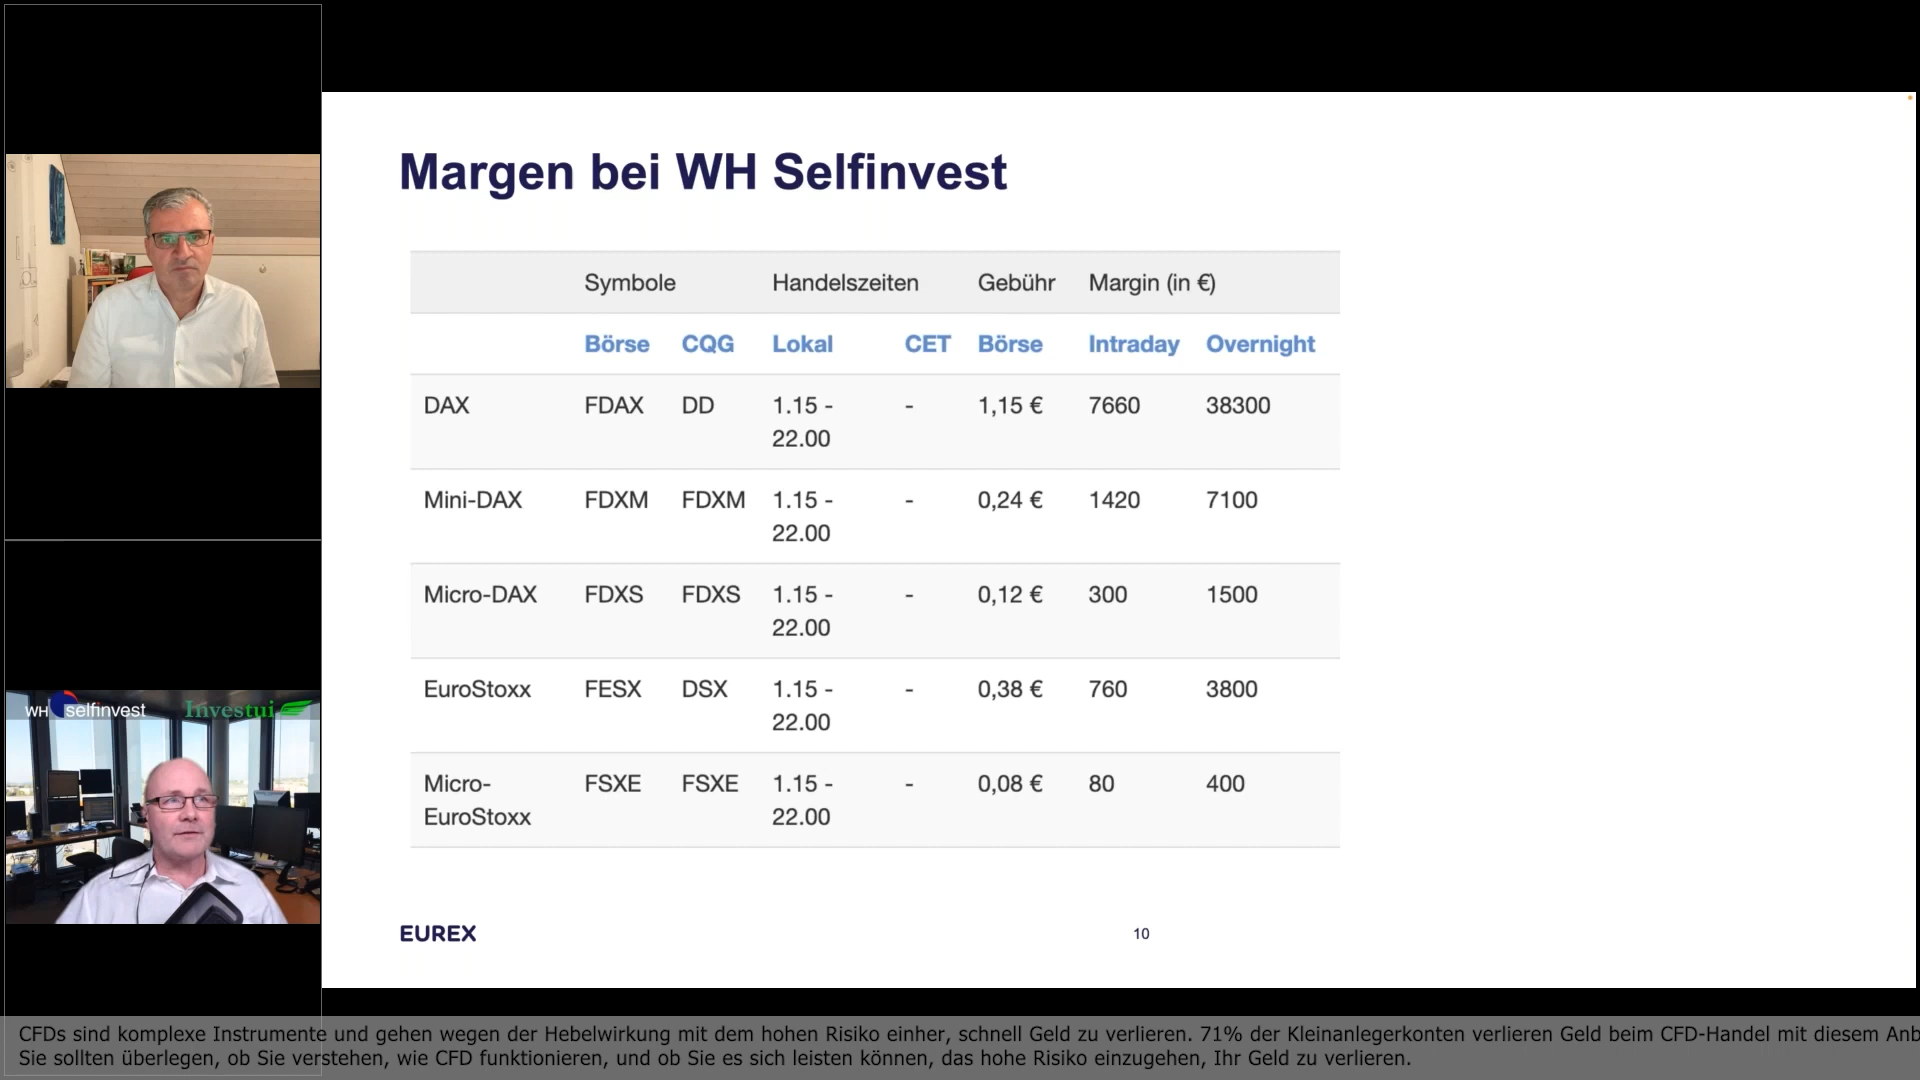 Margen bei WH Selfinvest
Symbole Handelszeiten Gebühr Margin (in €)
Börse CQG Lokal CET Börse Intraday Overnight
DAX FDAX DD 1.15 - - 1,15 € 7660 38300
22.00
Mini-DAX FDXM FDXM 1.15 - - 0,24 € 1420 7100
22.00
Micro-DAX FDXS FDXS 1.15 - - 0,12 € 300 1500
22.00
EuroStoxx FESX DSX 1.15 - - 0,38 € 760 3800
22.00
Micro- FSXE FSXE 1.15 - - 0,08 € 80 400
EuroStoxx 22.00
EUREX 10
WH selfinvest Investui
CFDs sind komplexe Instrumente und gehen wegen der Hebelwirkung mit dem hohen Risiko einher, schnell Geld zu verlieren. 71% der Kleinanlegerkonten verlieren Geld beim CFD-Handel mit diesem Anb
Sie sollten überlegen, ob Sie verstehen, wie CFD funktionieren, und ob Sie es sich leisten können, das hohe Risiko einzugehen, Ihr Geld zu verlieren.